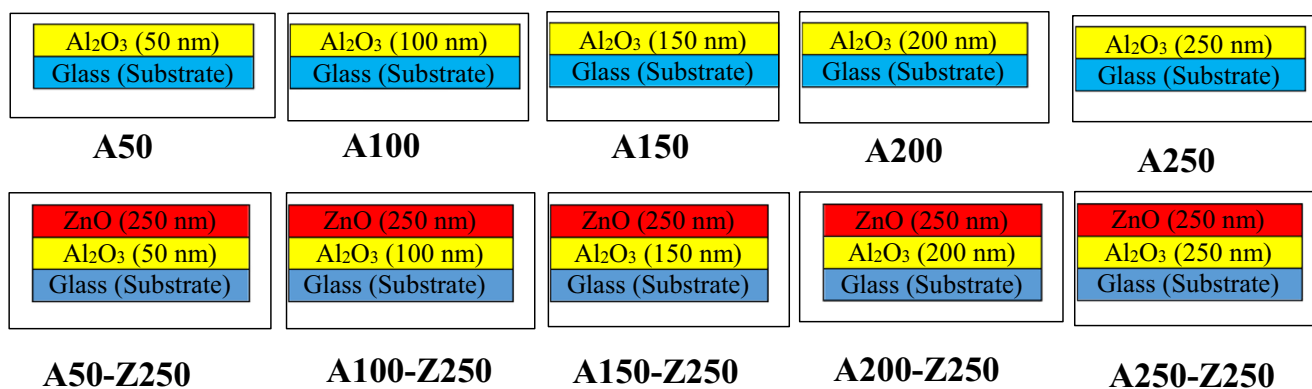 Al₂O₃ (50 nm)
Glass (Substrate)
A50
Al₂O₃ (100 nm)
Glass (Substrate)
A100
Al₂O₃ (150 nm)
Glass (Substrate)
A150
Al₂O₃ (200 nm)
Glass (Substrate)
A200
Al₂O₃ (250 nm)
Glass (Substrate)
A250
ZnO (250 nm)
Al₂O₃ (50 nm)
Glass (Substrate)
A50-Z250
ZnO (250 nm)
Al₂O₃ (100 nm)
Glass (Substrate)
A100-Z250
ZnO (250 nm)
Al₂O₃ (150 nm)
Glass (Substrate)
A150-Z250
ZnO (250 nm)
Al₂O₃ (200 nm)
Glass (Substrate)
A200-Z250
ZnO (250 nm)
Al₂O₃ (250 nm)
Glass (Substrate)
A250-Z250